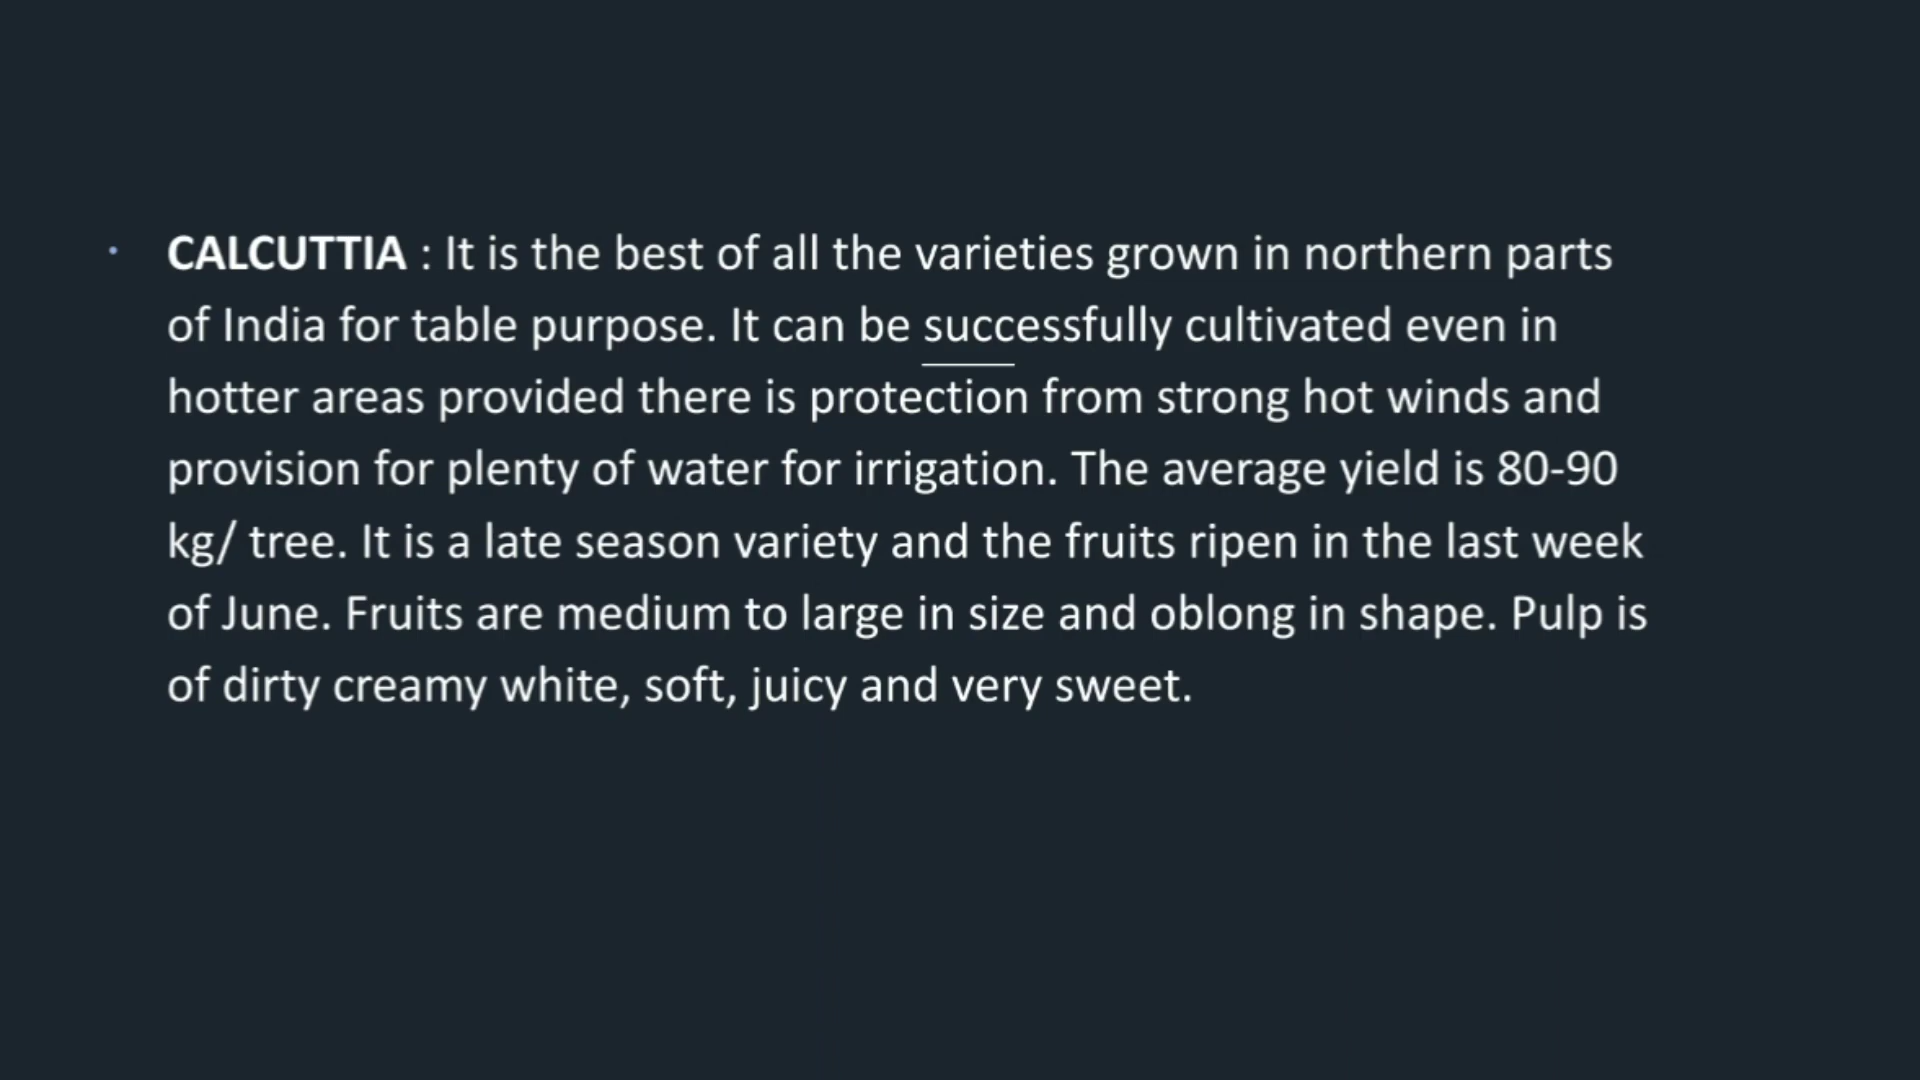 • CALCUTTIA : It is the best of all the varieties grown in northern parts
of India for table purpose. It can be successfully cultivated even in
hotter areas provided there is protection from strong hot winds and
provision for plenty of water for irrigation. The average yield is 80-90
kg/ tree. It is a late season variety and the fruits ripen in the last week
of June. Fruits are medium to large in size and oblong in shape. Pulp is
of dirty creamy white, soft, juicy and very sweet.